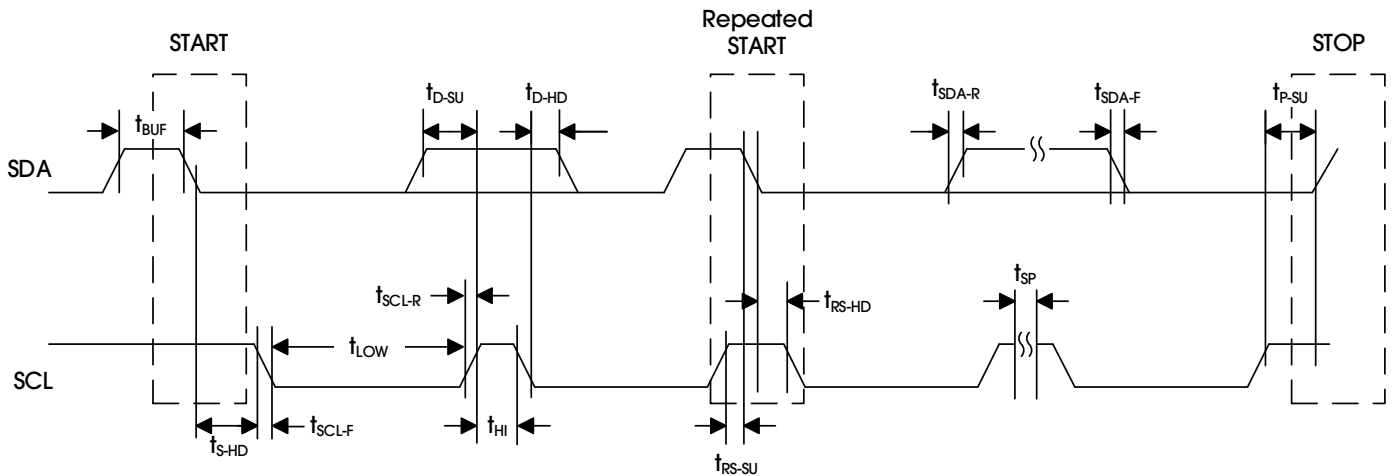 START
Repeated
START
STOP
tBUF
tD-SU
tD-HD
tSDA-R
tSDA-F
tP-SU
SDA
tSCL-R
tLOW
tRS-HD
tSP
SCL
tS-HD
tSCL-F
tHI
tRS-SU